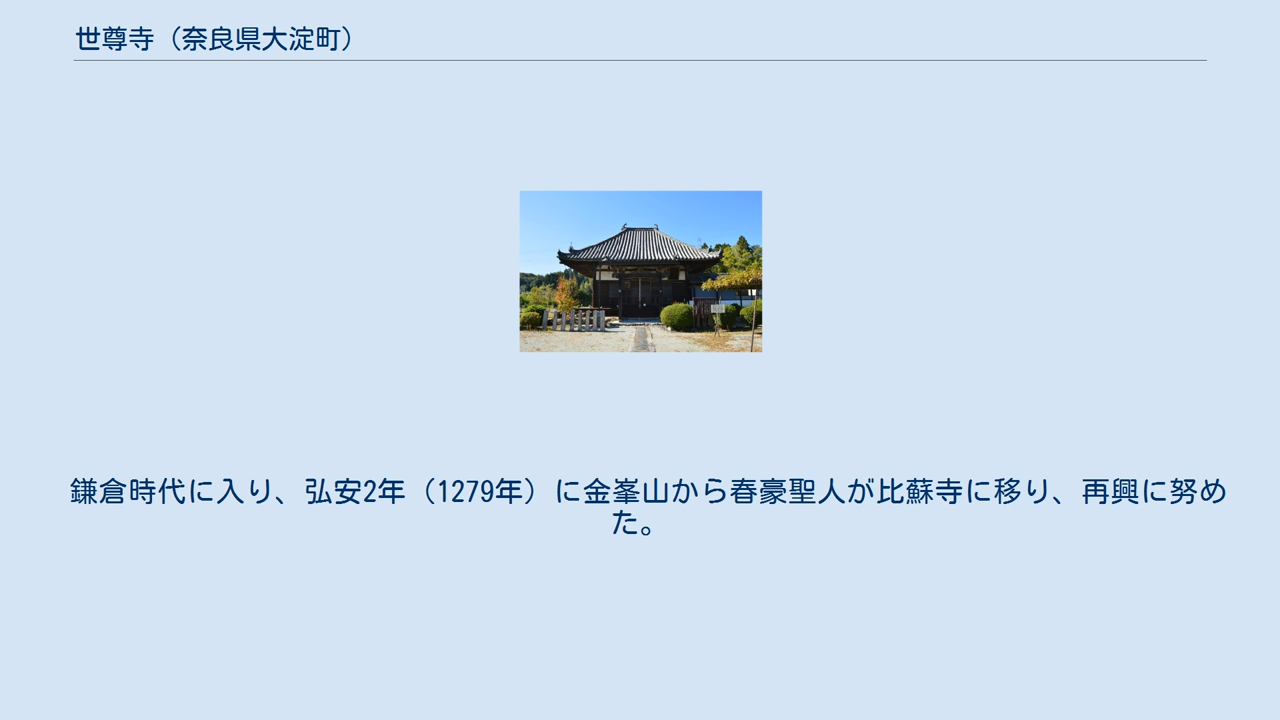 世尊寺（奈良県大淀町）
鎌倉時代に入り、弘安2年（1279年）に金峯山から春豪聖人が比蘇寺に移り、再興に努め
た。